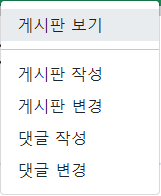 게시판 보기
게시판 작성
게시판 변경
댓글 작성
댓글 변경